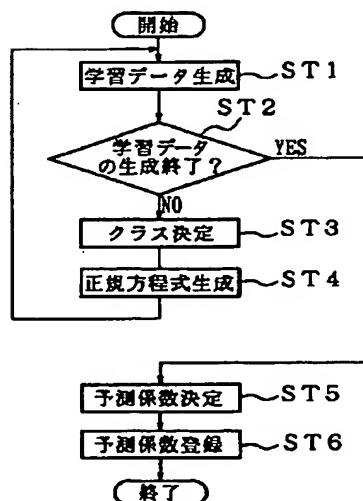 開始
学習データ生成 ST1
ST2
学習データ
の生成終了？ YES
NO
クラス決定 ST3
正規方程式生成 ST4
予測係数決定 ST5
予測係数登録 ST6
終了